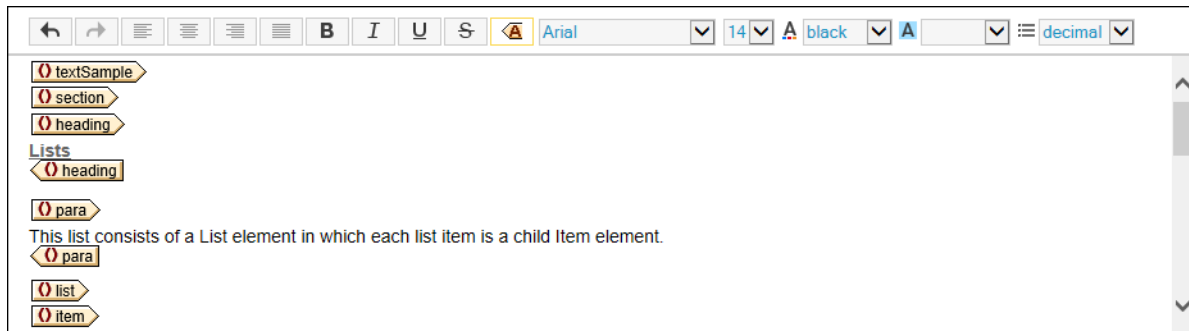 B I U S A Arial 14 A black A decimal
textSample
section
heading
Lists
heading
para
This list consists of a List element in which each list item is a child Item element.
para
list
item